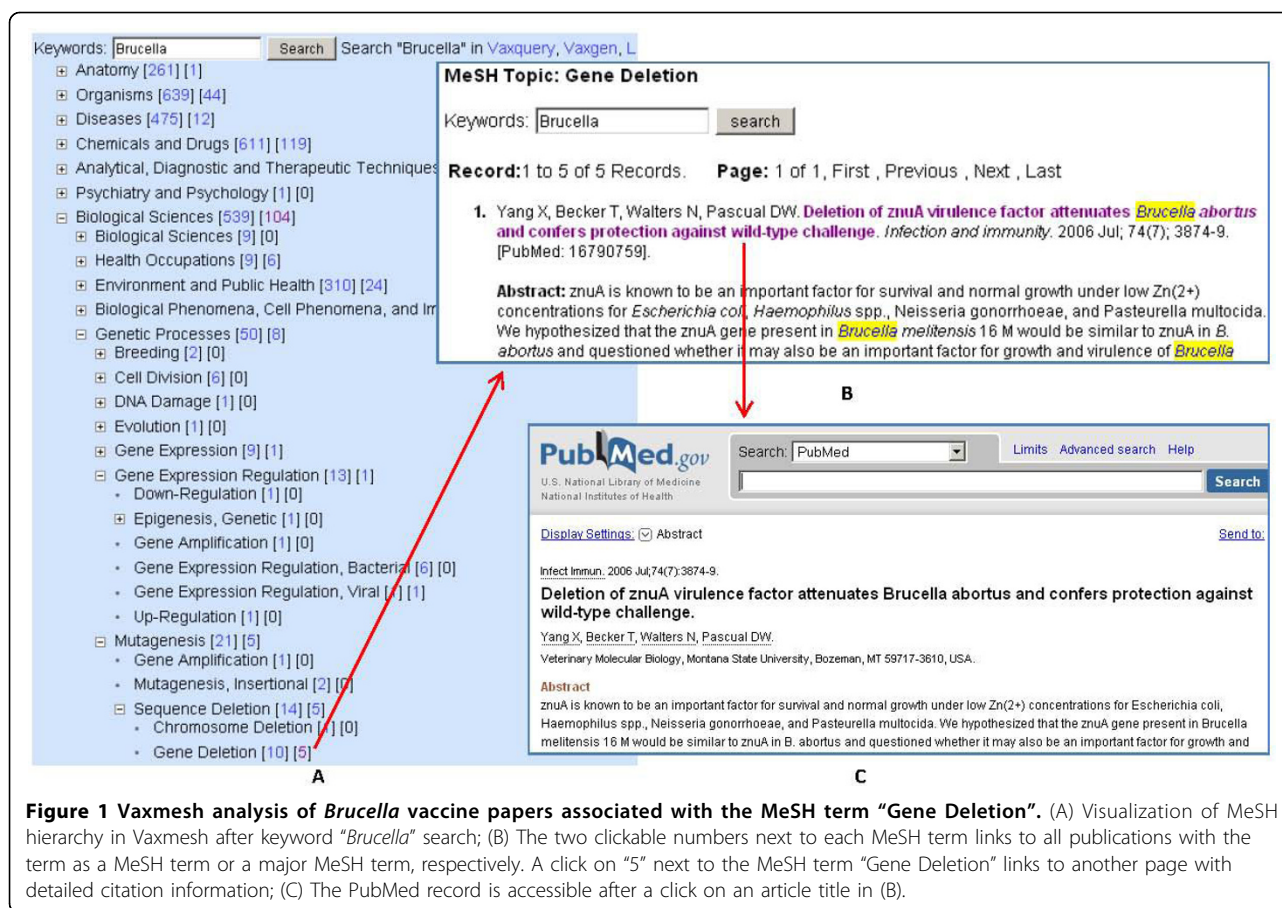 Keywords: Brucella Search Search "Brucella" in Vaxquery, Vaxgen, L
Anatomy [261] [1]
Organisms [639] [44]
Diseases [475] [12]
Chemicals and Drugs [611] [119]
Analytical, Diagnostic and Therapeutic Techniques
Psychiatry and Psychology [1] [0]
Biological Sciences [539] [104]
Biological Sciences [9] [0]
Health Occupations [9] [6]
Environment and Public Health [310] [24]
Biological Phenomena, Cell Phenomena, and Im
Genetic Processes [50] [8]
Breeding [2] [0]
Cell Division [6] [0]
DNA Damage [1] [0]
Evolution [1] [0]
Gene Expression [9] [1]
Gene Expression Regulation [13] [1]
Down-Regulation [1] [0]
Epigenesis, Genetic [1] [0]
Gene Amplification [1] [0]
Gene Expression Regulation, Bacterial [6] [0]
Gene Expression Regulation, Viral [1] [1]
Up-Regulation [1] [0]
Mutagenesis [21] [5]
Gene Amplification [1] [0]
Mutagenesis, Insertional [2] [0]
Sequence Deletion [14] [5]
Chromosome Deletion [1] [0]
Gene Deletion [10] [5]
A
MeSH Topic: Gene Deletion
Keywords: Brucella search
Record:1 to 5 of 5 Records. Page: 1 of 1, First , Previous , Next , Last
1. Yang X, Becker T, Walters N, Pascual DW. Deletion of znuA virulence factor attenuates Brucella abortus
and confers protection against wild-type challenge. Infection and immunity. 2006 Jul; 74(7); 3874-9.
[PubMed: 16790759].
Abstract: znuA is known to be an important factor for survival and normal growth under low Zn(2+)
concentrations for Escherichia coli, Haemophilus spp., Neisseria gonorrhoeae, and Pasteurella multocida.
We hypothesized that the znuA gene present in Brucella melitensis 16 M would be similar to znuA in B.
abortus and questioned whether it may also be an important factor for growth and virulence of Brucella
B
PubMed.gov
U.S. National Library of Medicine
National Institutes of Health
Search: PubMed Limits Advanced search Help
Search
Display Settings: Abstract Send to:
Infect Immun. 2006 Jul;74(7):3874-9.
Deletion of znuA virulence factor attenuates Brucella abortus and confers protection against
wild-type challenge.
Yang X, Becker T, Walters N, Pascual DW.
Veterinary Molecular Biology, Montana State University, Bozeman, MT 59717-3610, USA.
Abstract
znuA is known to be an important factor for survival and normal growth under low Zn(2+) concentrations for Escherichia coli,
Haemophilus spp., Neisseria gonorrhoeae, and Pasteurella multocida. We hypothesized that the znuA gene present in Brucella
melitensis 16 M would be similar to znuA in B. abortus and questioned whether it may also be an important factor for growth and
C
Figure 1 Vaxmesh analysis of Brucella vaccine papers associated with the MeSH term “Gene Deletion”. (A) Visualization of MeSH
hierarchy in Vaxmesh after keyword “Brucella” search; (B) The two clickable numbers next to each MeSH term links to all publications with the
term as a MeSH term or a major MeSH term, respectively. A click on “5” next to the MeSH term “Gene Deletion” links to another page with
detailed citation information; (C) The PubMed record is accessible after a click on an article title in (B).